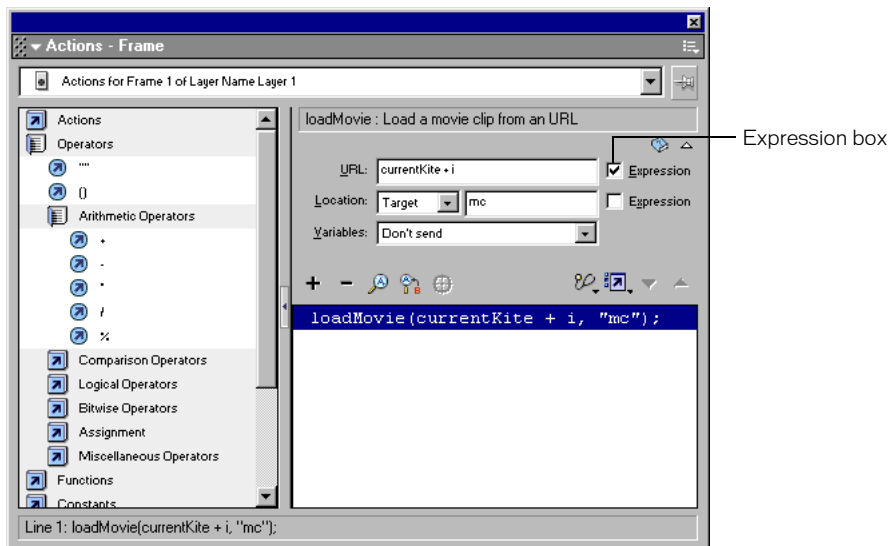 Actions - Frame
Actions for Frame 1 of Layer Name Layer 1
Actions
Operators
""
()
Arithmetic Operators
+
-
*
/
%
Comparison Operators
Logical Operators
Bitwise Operators
Assignment
Miscellaneous Operators
Functions
Constants
loadMovie : Load a movie clip from an URL
URL: currentKite + i Expression
Location: Target mc Expression
Variables: Don't send
loadMovie(currentKite + i, "mc");
Line 1: loadMovie(currentKite + i, "mc");
Expression box